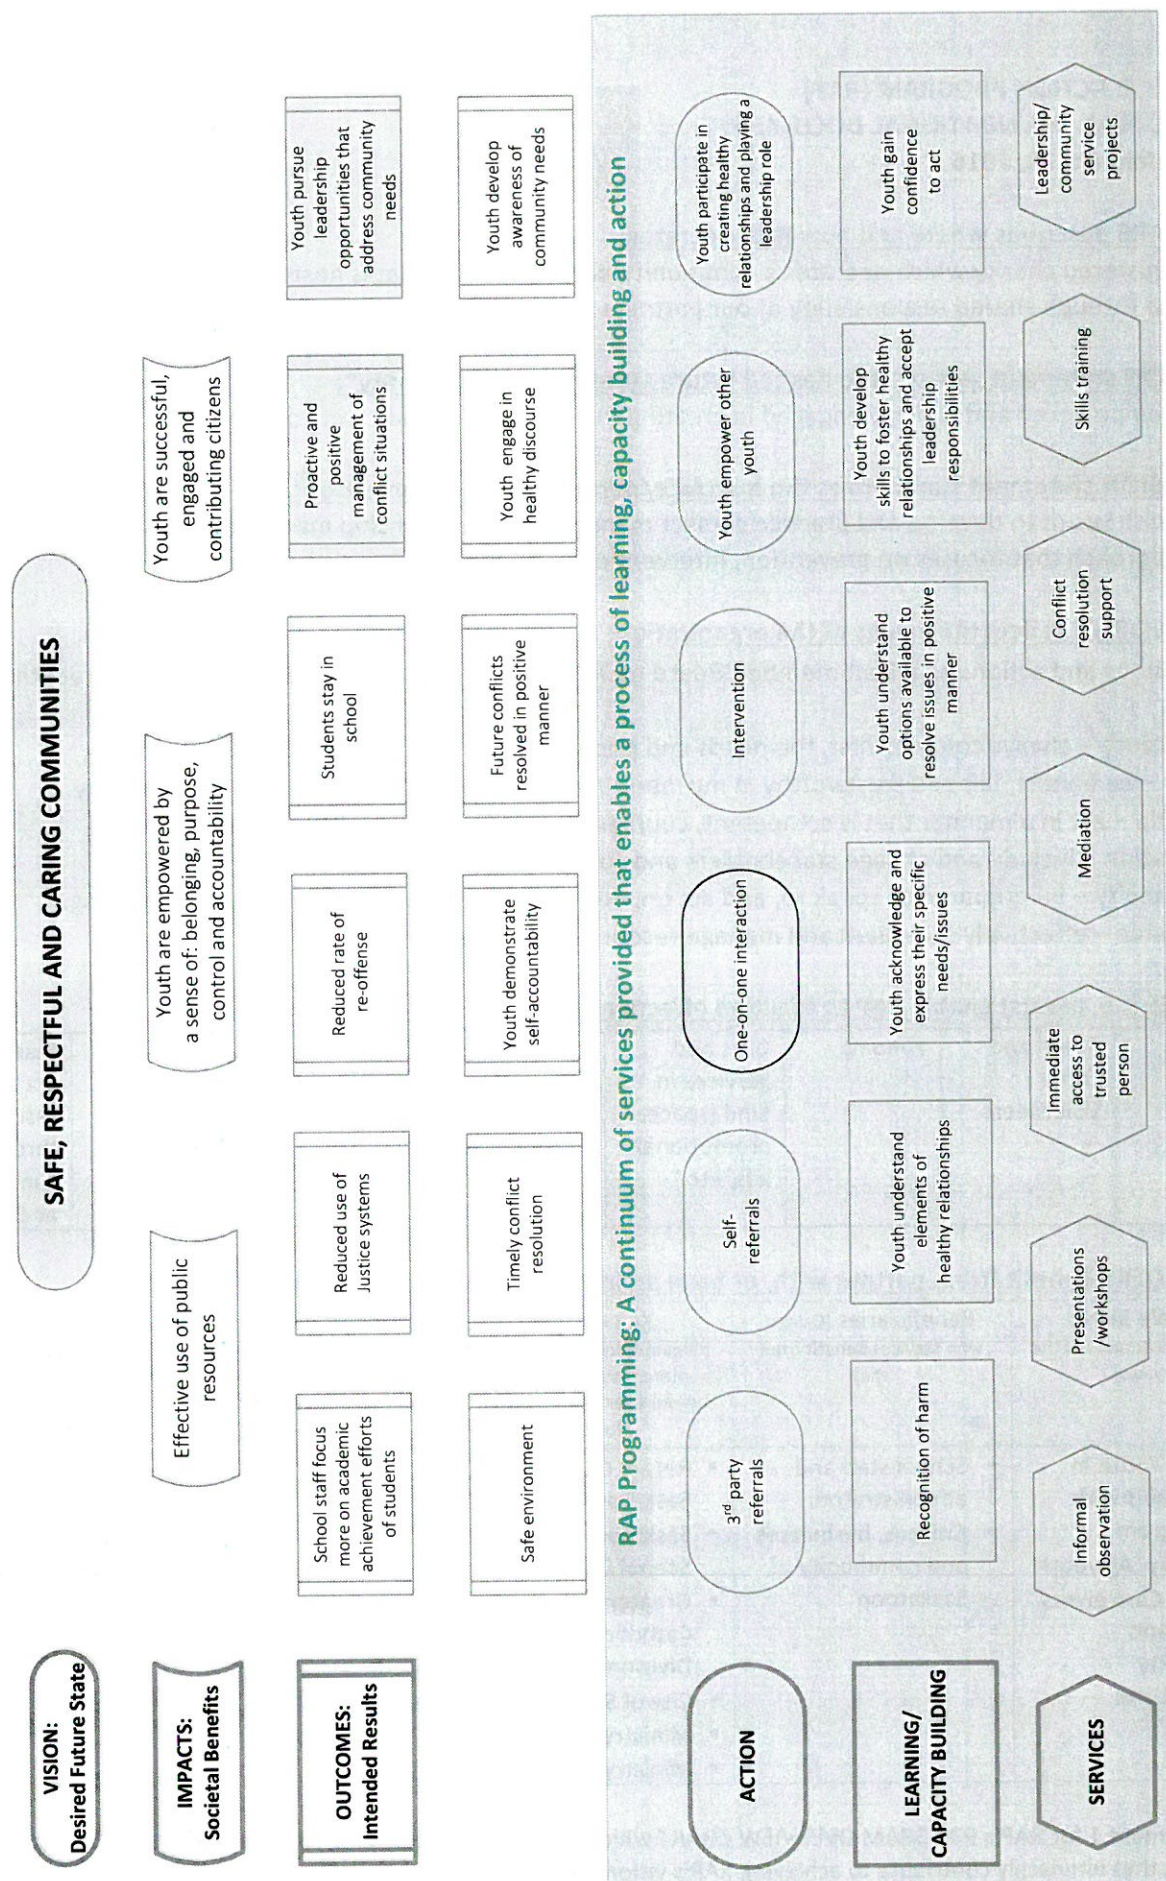 SAFE, RESPECTFUL AND CARING COMMUNITIES
VISION:
Desired Future State
IMPACTS:
Societal Benefits
Effective use of public
resources
Youth are empowered by
a sense of: belonging, purpose,
control and accountability
Youth are successful,
engaged and
contributing citizens
OUTCOMES:
Intended Results
School staff focus
more on academic
achievement efforts
of students
Reduced use of
Justice systems
Reduced rate of
re-offense
Students stay in
school
Proactive and
positive
management of
conflict situations
Youth pursue
leadership
opportunities that
address community
needs
Safe environment
Timely conflict
resolution
Youth demonstrate
self-accountability
Future conflicts
resolved in positive
manner
Youth engage in
healthy discourse
Youth develop
awareness of
community needs
RAP Programming: A continuum of services provided that enables a process of learning, capacity building and action
ACTION
3rd party
referrals
Self-
referrals
One-on-one interaction
Intervention
Youth empower other
youth
Youth participate in
creating healthy
relationships and playing a
leadership role
LEARNING/
CAPACITY BUILDING
Recognition of harm
Youth understand
elements of
healthy relationships
Youth acknowledge and
express their specific
needs/issues
Youth understand
options available to
resolve issues in positive
manner
Youth develop
skills to foster healthy
relationships and accept
leadership
responsibilities
Youth gain
confidence
to act
SERVICES
Informal
observation
Presentations
/workshops
Immediate
access to
trusted
person
Mediation
Conflict
resolution
support
Skills training
Leadership/
community
service
projects